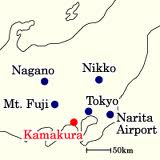 Nagano
Nikko
Mt. Fuji
Tokyo
Narita
Airport
Kamakura
50km